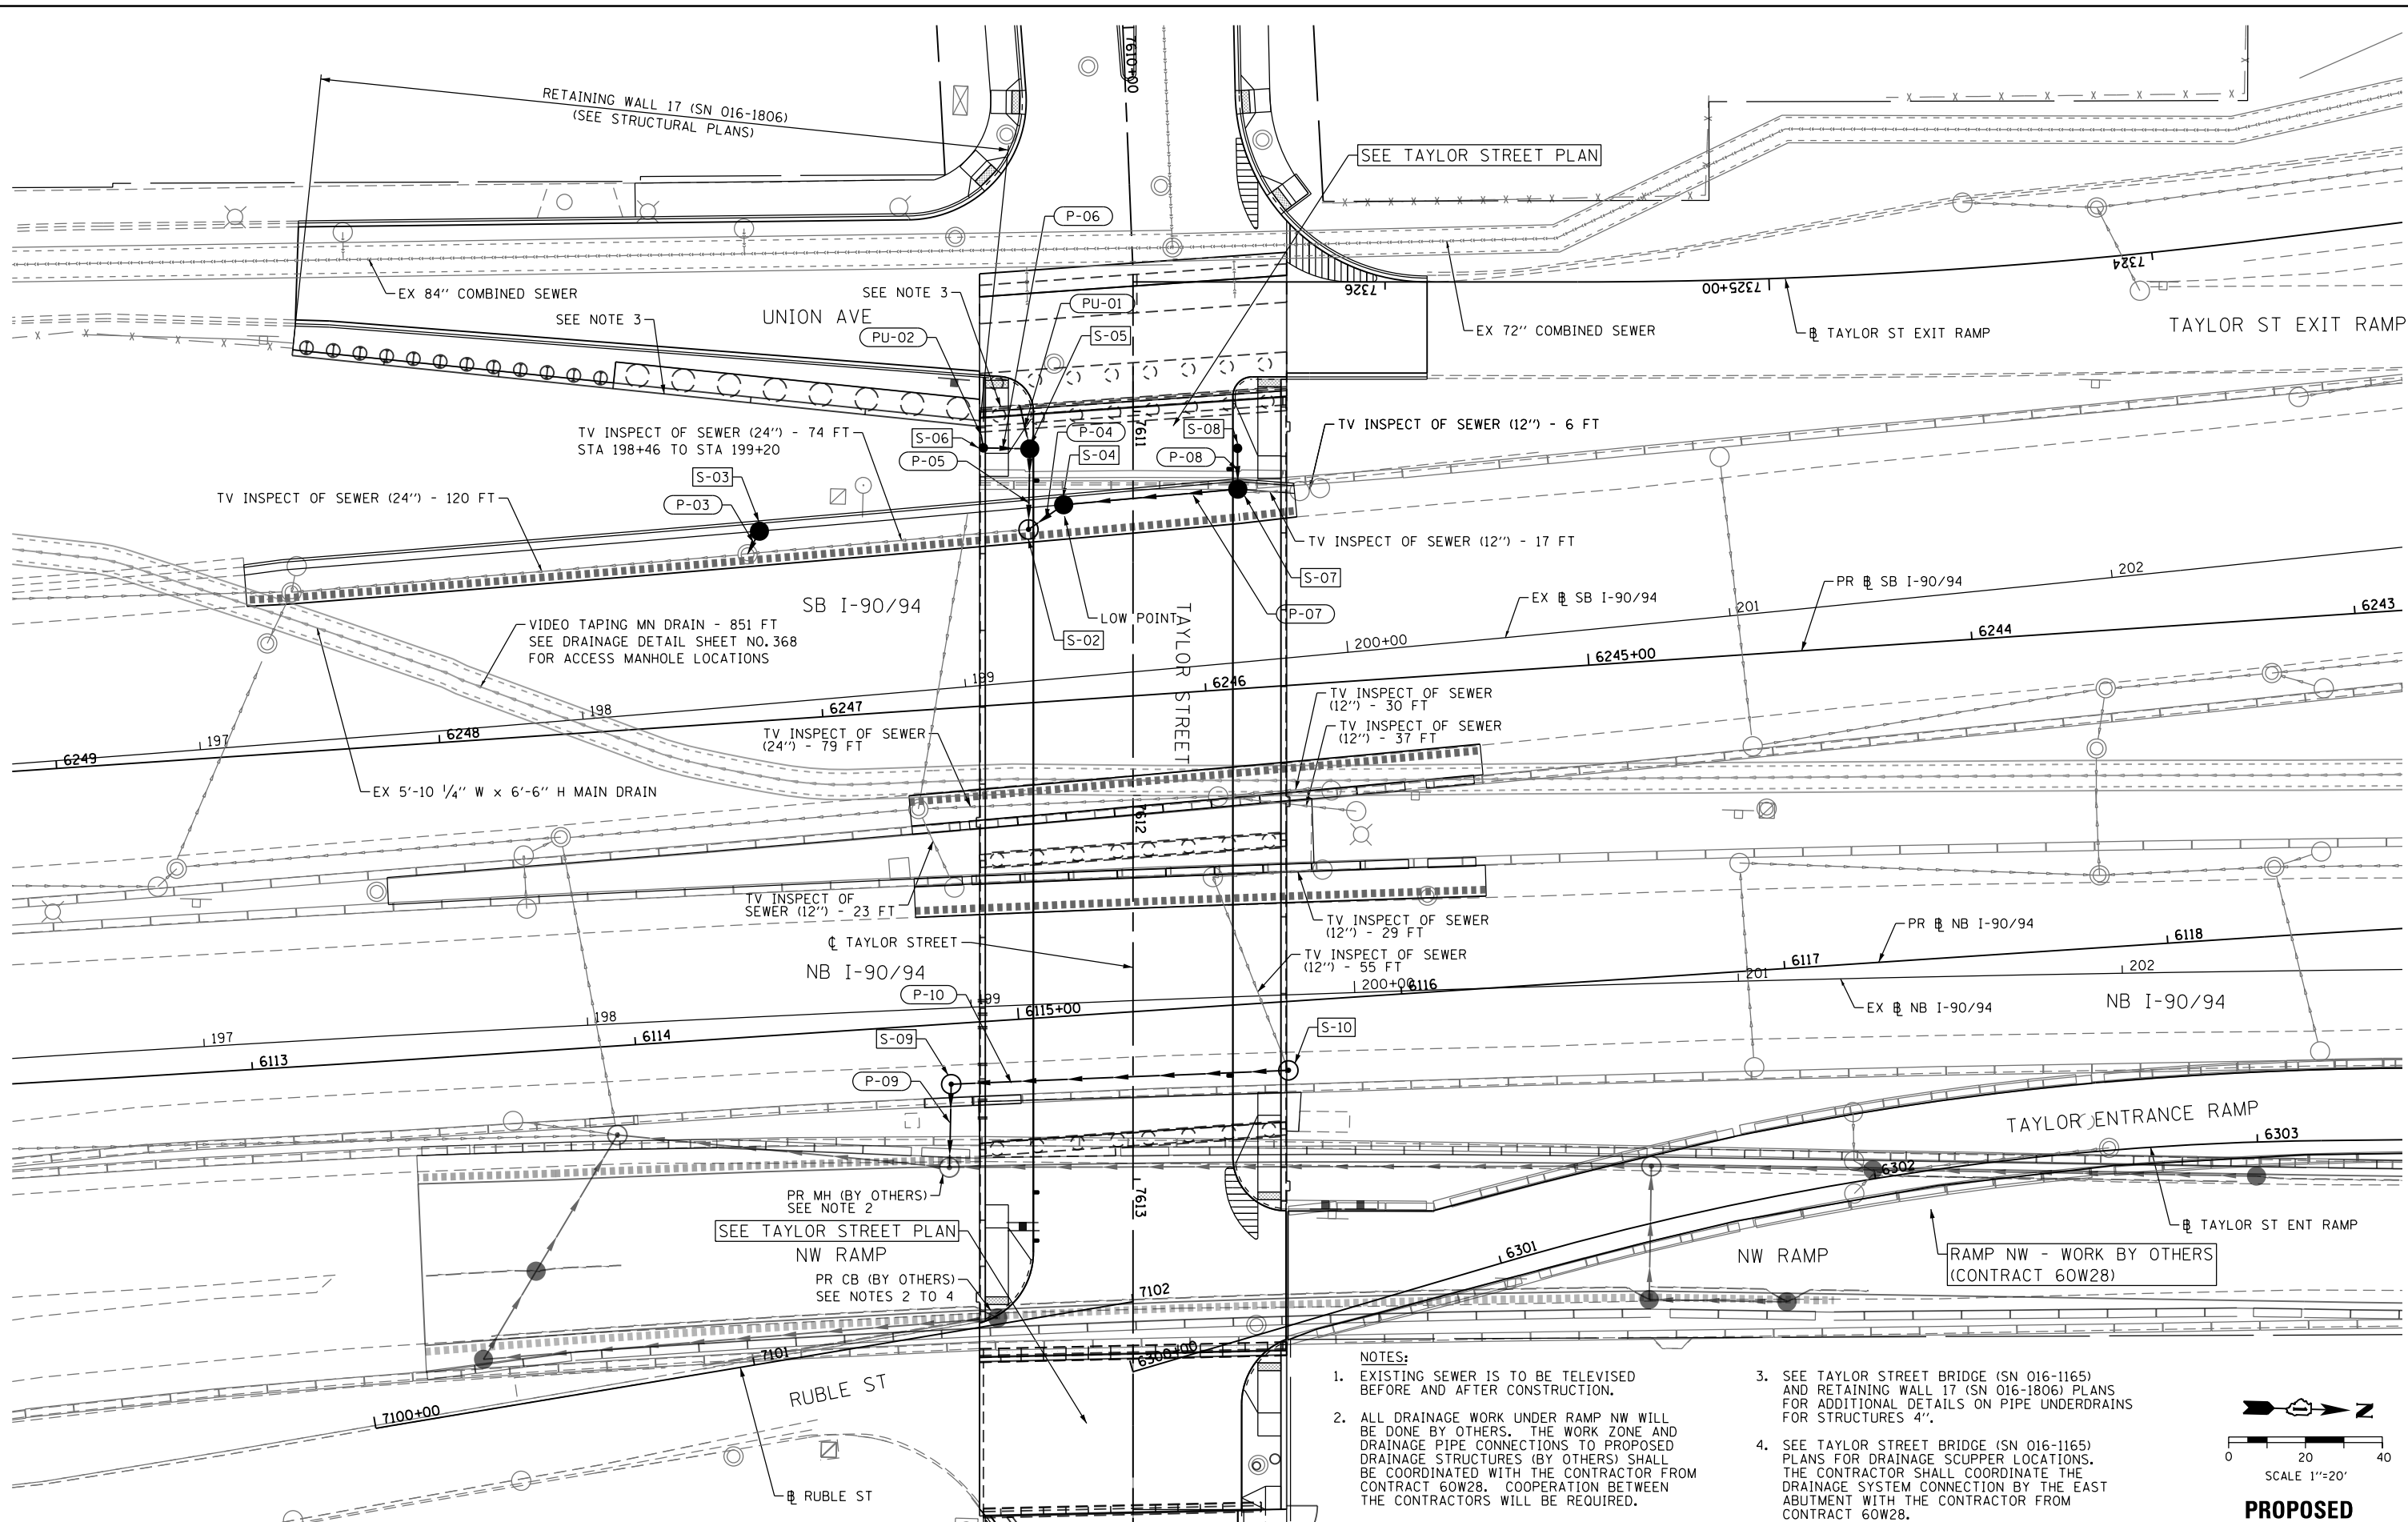 7610+00
RETAINING WALL 17 (SN 016-1806)
(SEE STRUCTURAL PLANS)
SEE TAYLOR STREET PLAN
P-06
7324
EX 84'' COMBINED SEWER
SEE NOTE 3
PU-01
7326
7325+00
SEE NOTE 3
UNION AVE
PU-02
S-05
EX 72'' COMBINED SEWER
℄ TAYLOR ST EXIT RAMP
TAYLOR ST EXIT RAMP
TV INSPECT OF SEWER (24'') - 74 FT
STA 198+46 TO STA 199+20
S-06
P-05
P-04
S-04
7611
S-08
P-08
TV INSPECT OF SEWER (12'') - 6 FT
S-03
P-03
TV INSPECT OF SEWER (24'') - 120 FT
TV INSPECT OF SEWER (12'') - 17 FT
S-07
202
PR ℄ SB I-90/94
SB I-90/94
EX ℄ SB I-90/94
201
6243
LOW POINT
P-07
VIDEO TAPING MN DRAIN - 851 FT
SEE DRAINAGE DETAIL SHEET NO. 368
FOR ACCESS MANHOLE LOCATIONS
S-02
TAYLOR STREET
200+00
6244
6245+00
199
6246
198
6247
TV INSPECT OF SEWER
(12'') - 30 FT
197
6248
6249
TV INSPECT OF SEWER
(24'') - 79 FT
TV INSPECT OF SEWER
(12'') - 37 FT
EX 5'-10 1/4'' W x 6'-6'' H MAIN DRAIN
7612
TV INSPECT OF
SEWER (12'') - 23 FT
TV INSPECT OF SEWER
(12'') - 29 FT
PR ℄ NB I-90/94
6118
℄ TAYLOR STREET
TV INSPECT OF SEWER
(12'') - 55 FT
6117
202
NB I-90/94
201
P-10
199
200+00
6116
6115+00
EX ℄ NB I-90/94
NB I-90/94
198
6114
S-09
S-10
197
6113
P-09
TAYLOR ENTRANCE RAMP
6303
6302
PR MH (BY OTHERS)
SEE NOTE 2
7613
SEE TAYLOR STREET PLAN
℄ TAYLOR ST ENT RAMP
NW RAMP
6301
NW RAMP
RAMP NW - WORK BY OTHERS
(CONTRACT 60W28)
PR CB (BY OTHERS)
SEE NOTES 2 TO 4
7102
7101
6300+00
RUBLE ST
7100+00
℄ RUBLE ST
NOTES:
1. EXISTING SEWER IS TO BE TELEVISED
BEFORE AND AFTER CONSTRUCTION.
2. ALL DRAINAGE WORK UNDER RAMP NW WILL
BE DONE BY OTHERS. THE WORK ZONE AND
DRAINAGE PIPE CONNECTIONS TO PROPOSED
DRAINAGE STRUCTURES (BY OTHERS) SHALL
BE COORDINATED WITH THE CONTRACTOR FROM
CONTRACT 60W28. COOPERATION BETWEEN
THE CONTRACTORS WILL BE REQUIRED.
3. SEE TAYLOR STREET BRIDGE (SN 016-1165)
AND RETAINING WALL 17 (SN 016-1806) PLANS
FOR ADDITIONAL DETAILS ON PIPE UNDERDRAINS
FOR STRUCTURES 4''.
4. SEE TAYLOR STREET BRIDGE (SN 016-1165)
PLANS FOR DRAINAGE SCUPPER LOCATIONS.
THE CONTRACTOR SHALL COORDINATE THE
DRAINAGE SYSTEM CONNECTION BY THE EAST
ABUTMENT WITH THE CONTRACTOR FROM
CONTRACT 60W28.
N
0 20 40
SCALE 1''=20'
PROPOSED